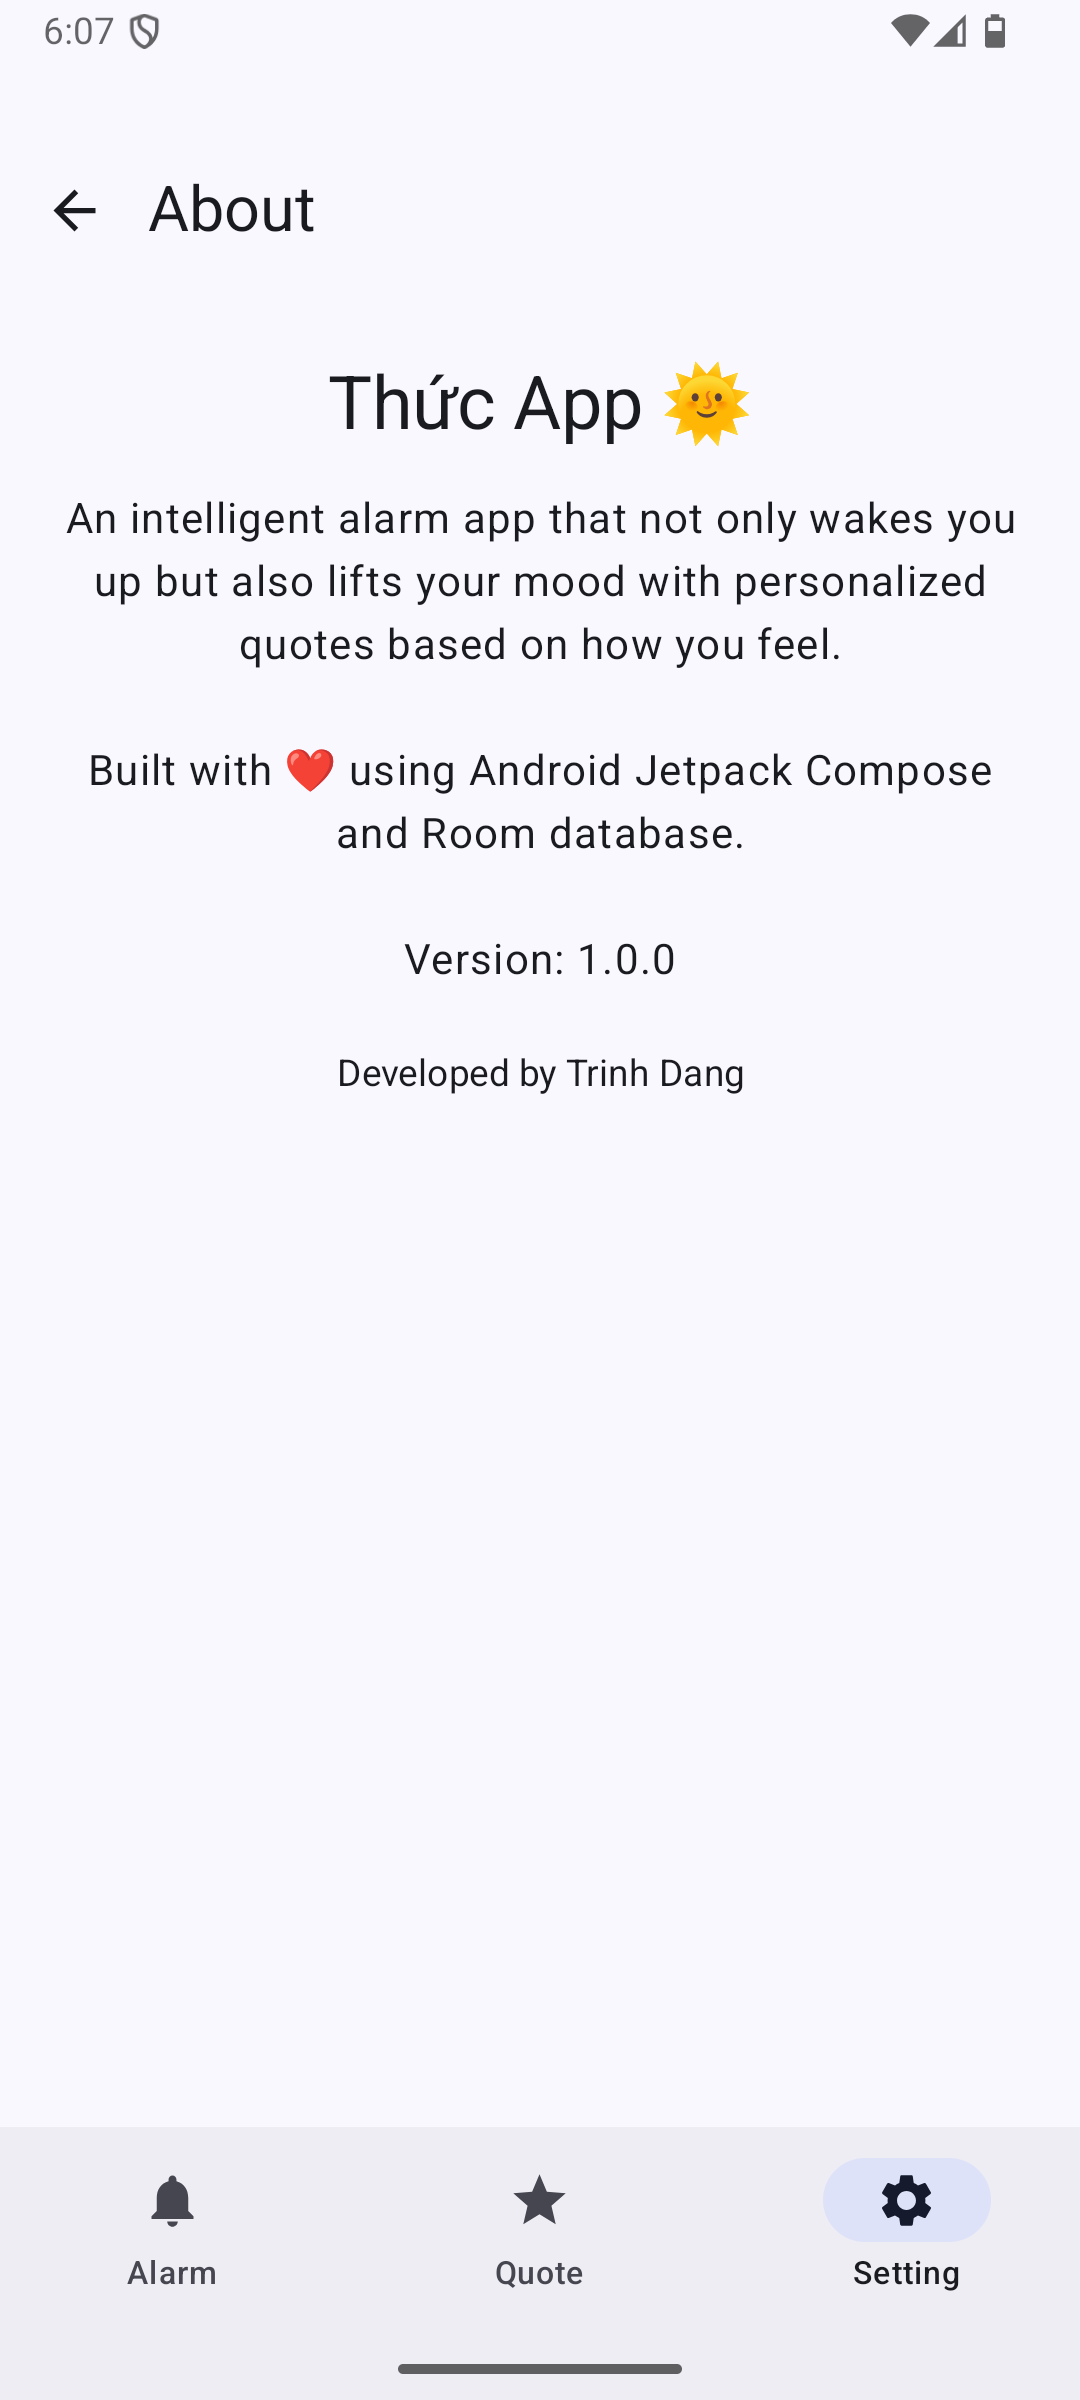 6:07
About
Thức App 🌞
An intelligent alarm app that not only wakes you
up but also lifts your mood with personalized
quotes based on how you feel.
Built with ❤️ using Android Jetpack Compose
and Room database.
Version: 1.0.0
Developed by Trinh Dang
Alarm
Quote
Setting